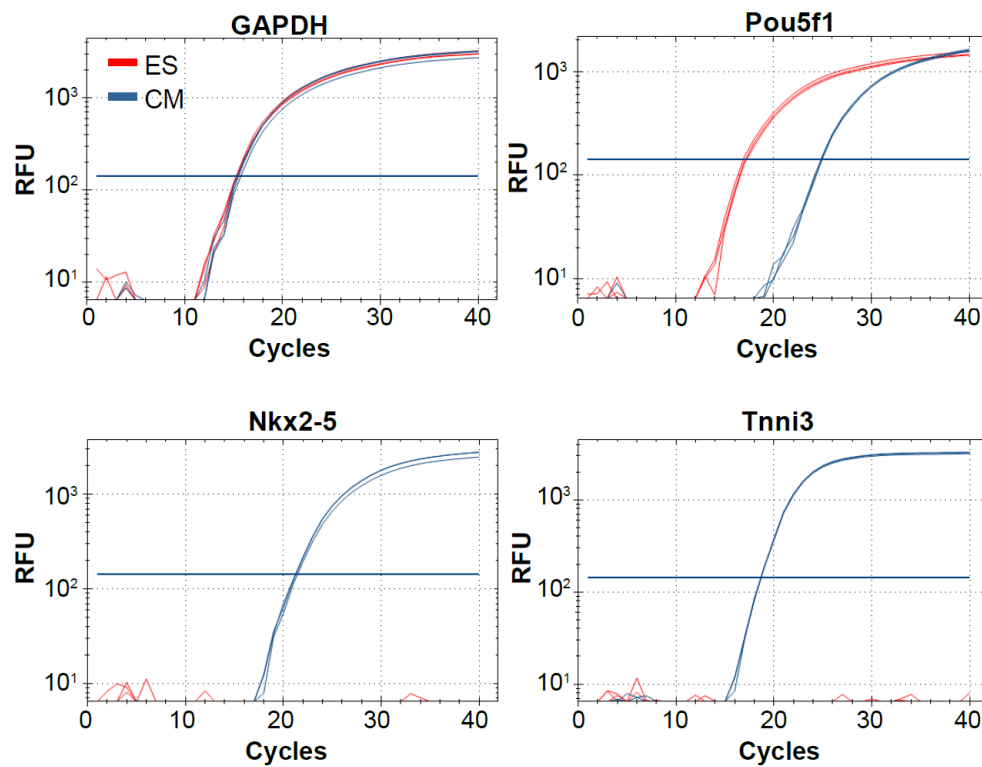 GAPDH
ES
CM
RFU
10³
10²
10¹
0 10 20 30 40
Cycles
Pou5f1
RFU
10³
10²
10¹
0 10 20 30 40
Cycles
Nkx2-5
RFU
10³
10²
10¹
0 10 20 30 40
Cycles
Tnni3
RFU
10³
10²
10¹
0 10 20 30 40
Cycles